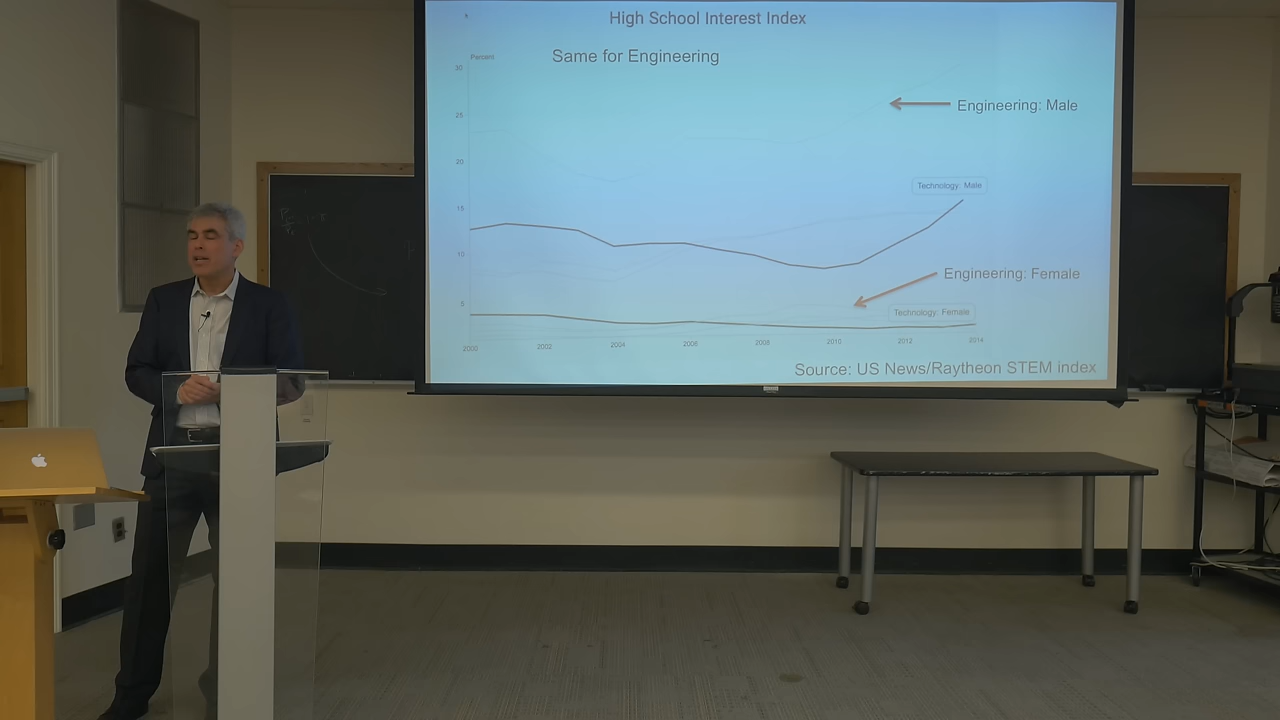 High School Interest Index
Same for Engineering
Percent
30
25
20
15
10
5
Engineering: Male
Technology: Male
Engineering: Female
Technology: Female
2000 2002 2004 2006 2008 2010 2012 2014
Source: US News/Raytheon STEM index